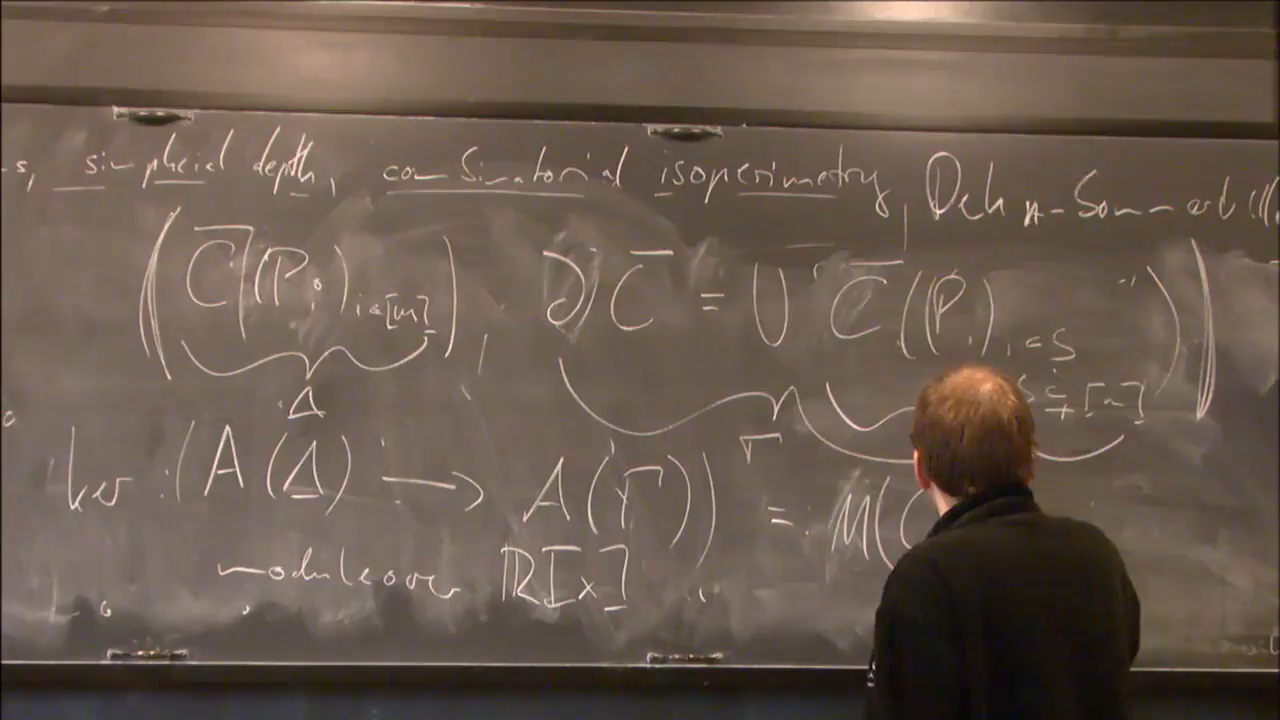 s, simplicial depth, combinatorial isoperimetry, Dehn-Sommerville
( C̄(P_i)_{i∈[m]} ), ∂C̄ = ∪ C̄((P_i)_{i∈S} )
S⊊[m]
Δ
Γ
ker : (A(Δ) → A(Γ)) =: M(
module over ℝ[x]